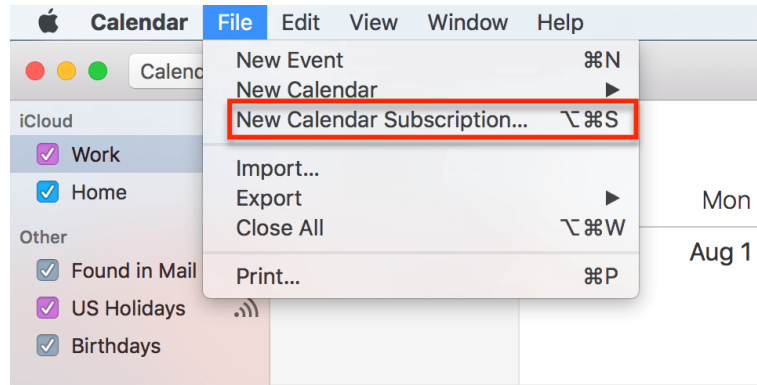 Calendar File Edit View Window Help
Calend
New Event ⌘N
New Calendar ▶
New Calendar Subscription... ⌥⌘S
Import...
Export ▶
Close All ⌥⌘W
Print... ⌘P
iCloud
Work
Home
Other
Found in Mail
US Holidays
Birthdays
Mon
Aug 1